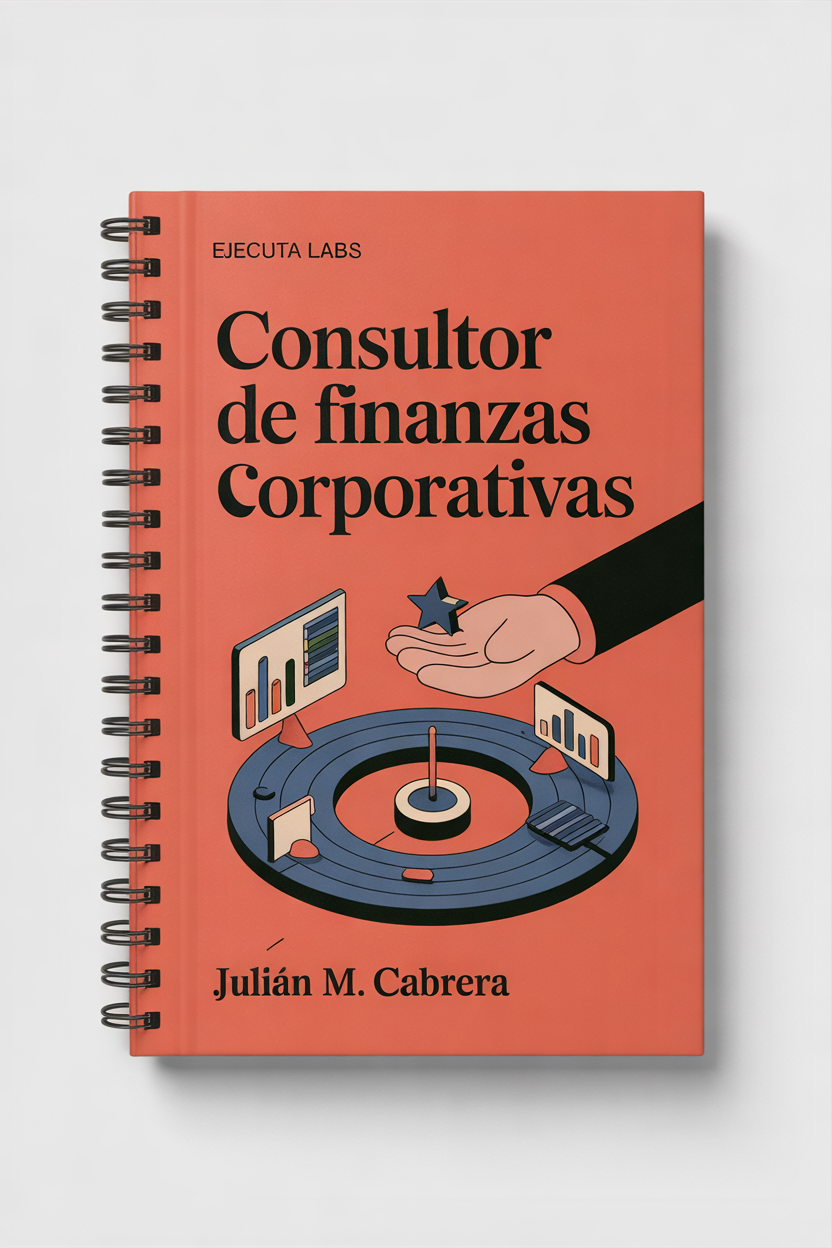 EJECUTA LABS
Consultor
de finanzas
Corporativas
Julián M. Cabrera